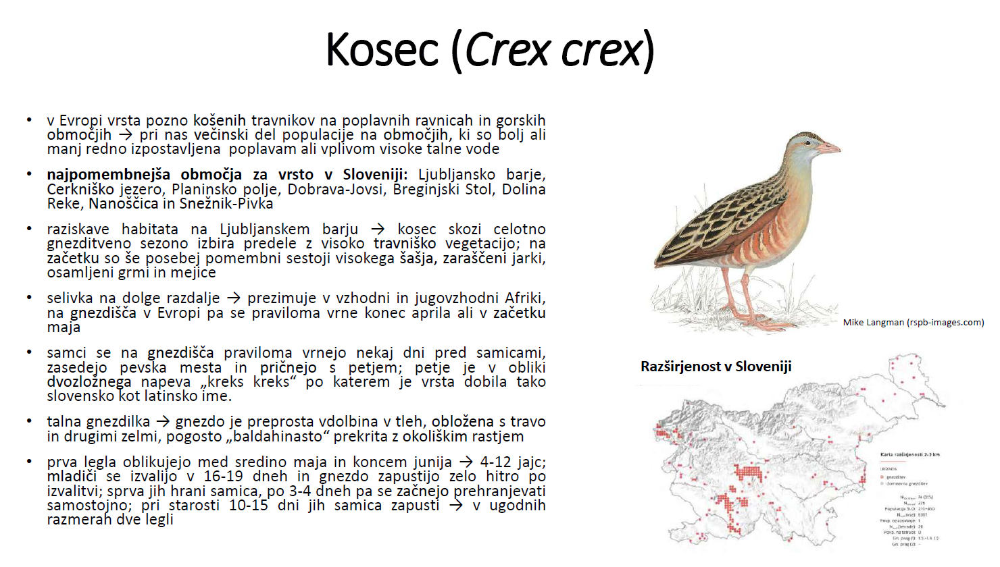 Kosec (Crex crex)
• v Evropi vrsta pozno košenih travnikov na poplavnih ravnicah in gorskih
območjih → pri nas večinski del populacije na območjih, ki so bolj ali
manj redno izpostavljena poplavam ali vplivom visoke talne vode
• najpomembnejša območja za vrsto v Sloveniji: Ljubljansko barje,
Cerkniško jezero, Planinsko polje, Dobrava-Jovsi, Breginjski Stol, Dolina
Reke, Nanoščica in Snežnik-Pivka
• raziskave habitata na Ljubljanskem barju → kosec skozi celotno
gnezditveno sezono izbira predele z visoko travniško vegetacijo; na
začetku so še posebej pomembni sestoji visokega šašja, zaraščeni jarki,
osamljeni grmi in mejice
• selivka na dolge razdalje → prezimuje v vzhodni in jugovzhodni Afriki,
na gnezdišča v Evropi pa se praviloma vrne konec aprila ali v začetku
maja
• samci se na gnezdišča praviloma vrnejo nekaj dni pred samicami,
zasedejo pevska mesta in pričnejo s petjem; petje je v obliki
dvozložnega napeva „kreks kreks“ po katerem je vrsta dobila tako
slovensko kot latinsko ime.
• talna gnezdilka → gnezdo je preprosta vdolbina v tleh, obložena s travo
in drugimi zelmi, pogosto „baldahinasto“ prekrita z okoliškim rastjem
• prva legla oblikujejo med sredino maja in koncem junija → 4-12 jajc;
mladiči se izvalijo v 16-19 dneh in gnezdo zapustijo zelo hitro po
izvalitvi; sprva jih hrani samica, po 3-4 dneh pa se začnejo prehranjevati
samostojno; pri starosti 10-15 dni jih samica zapusti → v ugodnih
razmerah dve legli
Mike Langman (rspb-images.com)
Razširjenost v Sloveniji
Karta razširjenosti 2×2 km
LEGENDA
gnezditev
domnevna gnezditev
Populacija SLO:
Povp. opazovanje: 1
Povp. na tetradi: 0